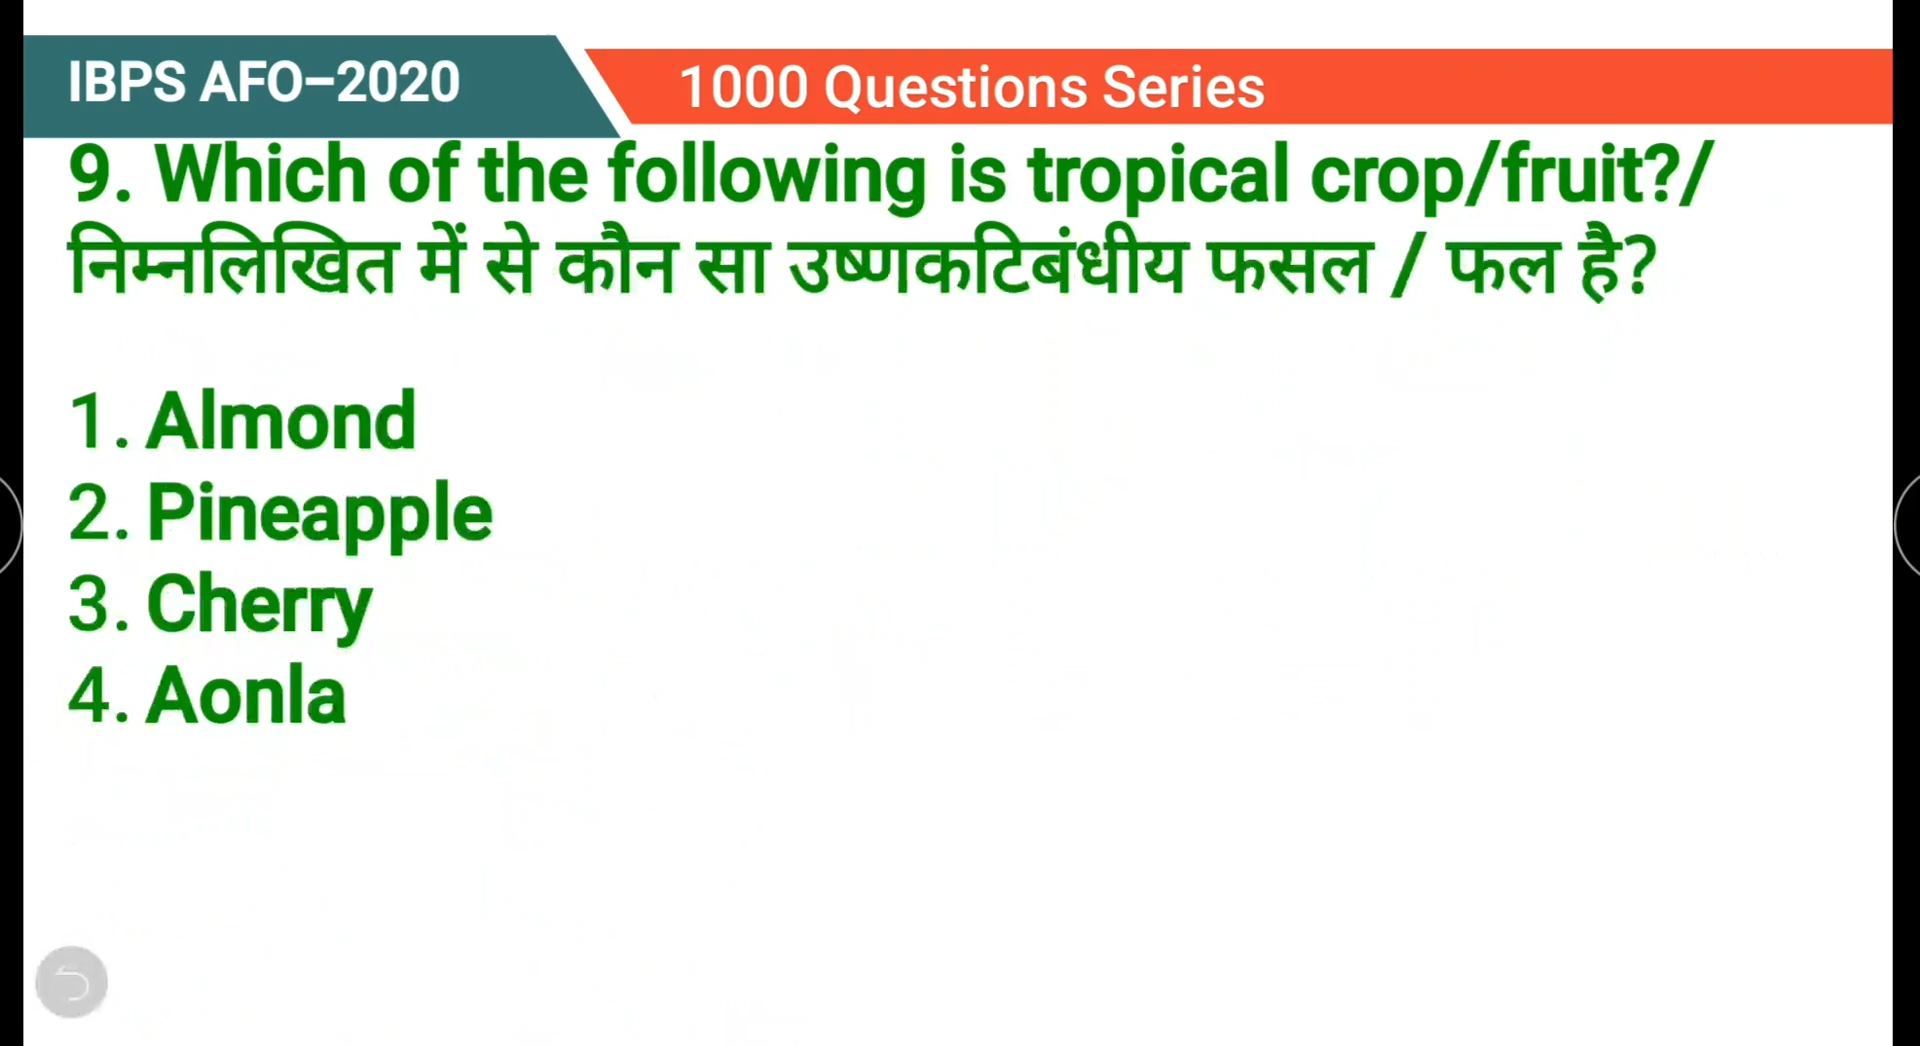 IBPS AFO–2020
1000 Questions Series
9. Which of the following is tropical crop/fruit?/
निम्नलिखित में से कौन सा उष्णकटिबंधीय फसल / फल है?
1. Almond
2. Pineapple
3. Cherry
4. Aonla